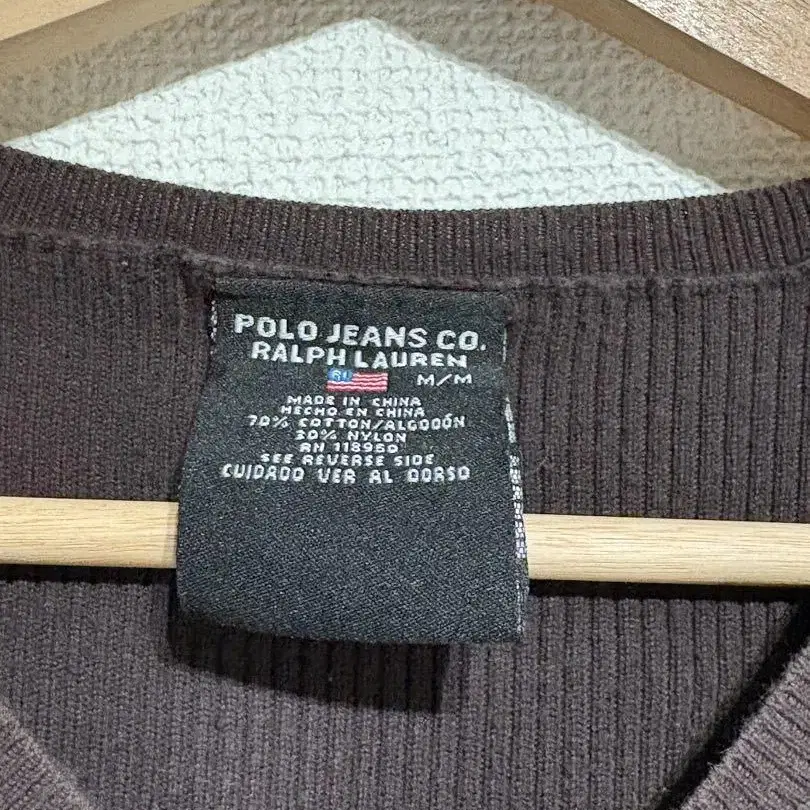 POLO JEANS CO.
RALPH LAUREN
RL M/M
MADE IN CHINA
HECHO EN CHINA
70% COTTON/ALGODÓN
30% NYLON
RN 118950
SEE REVERSE SIDE
CUIDADO VER AL DORSO